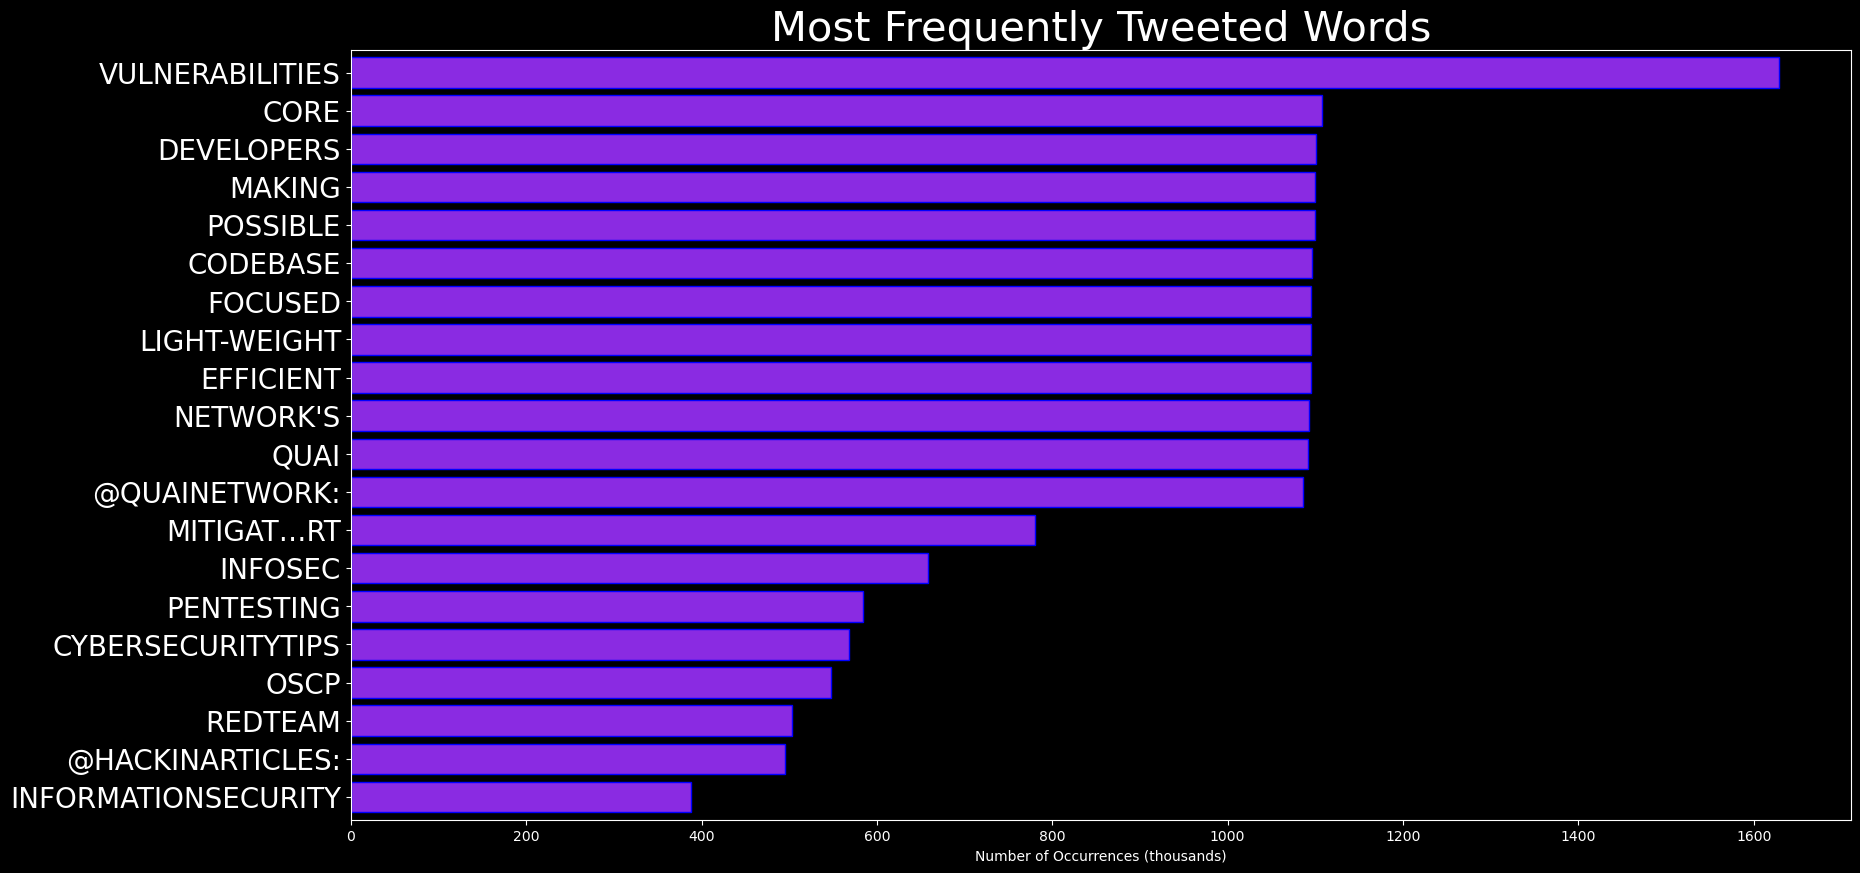 Most Frequently Tweeted Words
VULNERABILITIES
CORE
DEVELOPERS
MAKING
POSSIBLE
CODEBASE
FOCUSED
LIGHT-WEIGHT
EFFICIENT
NETWORK'S
QUAI
@QUAINETWORK:
MITIGAT…RT
INFOSEC
PENTESTING
CYBERSECURITYTIPS
OSCP
REDTEAM
@HACKINARTICLES:
INFORMATIONSECURITY
0 200 400 600 800 1000 1200 1400 1600
Number of Occurrences (thousands)